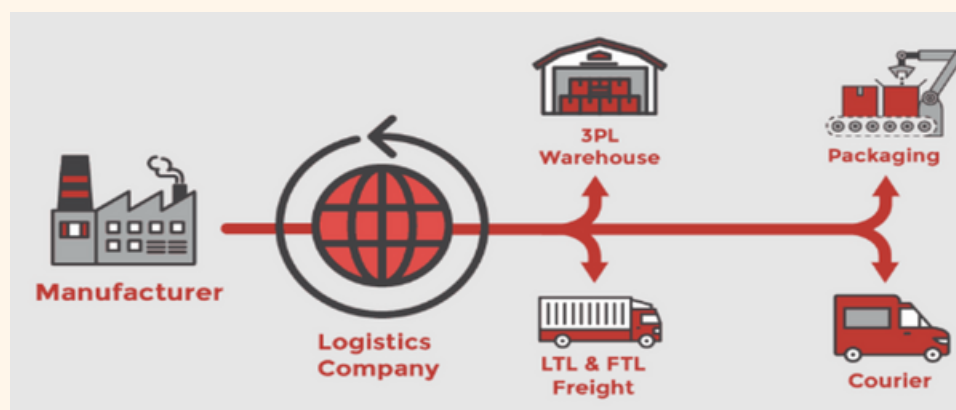 Manufacturer
Logistics
Company
3PL
Warehouse
LTL & FTL
Freight
Packaging
Courier